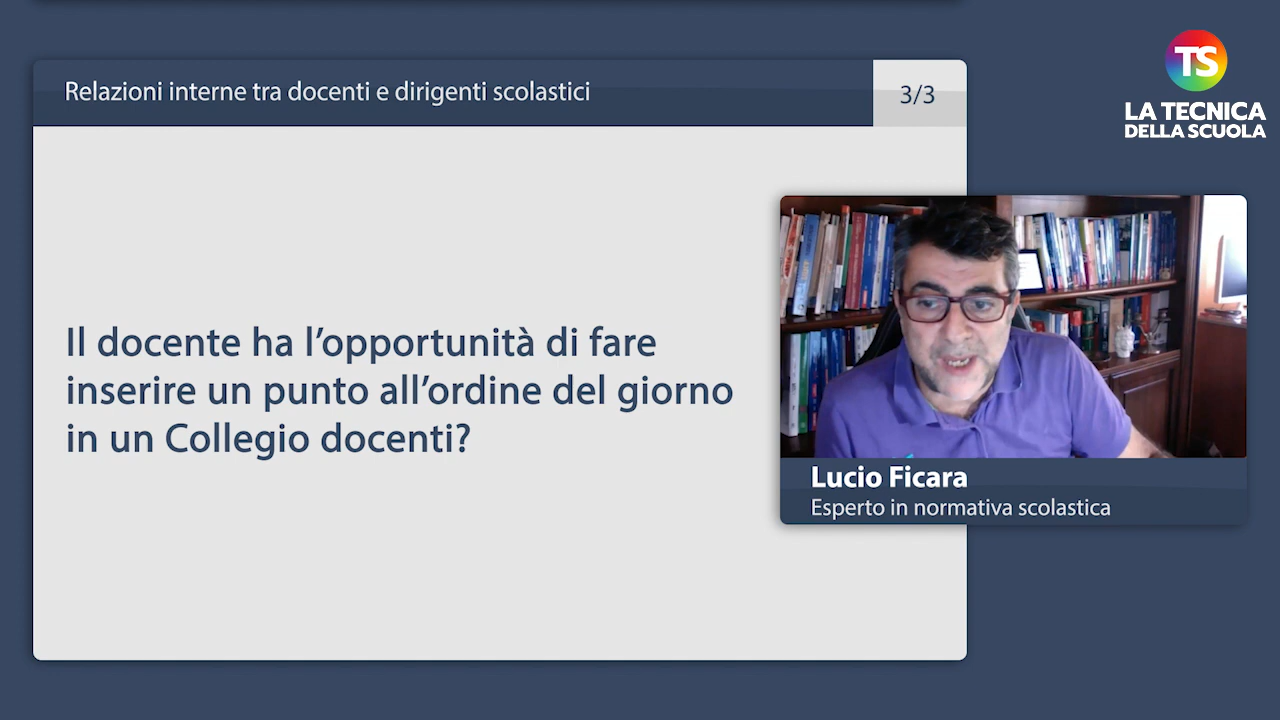 Relazioni interne tra docenti e dirigenti scolastici
3/3
TS
LA TECNICA
DELLA SCUOLA
Il docente ha l’opportunità di fare
inserire un punto all’ordine del giorno
in un Collegio docenti?
Lucio Ficara
Esperto in normativa scolastica